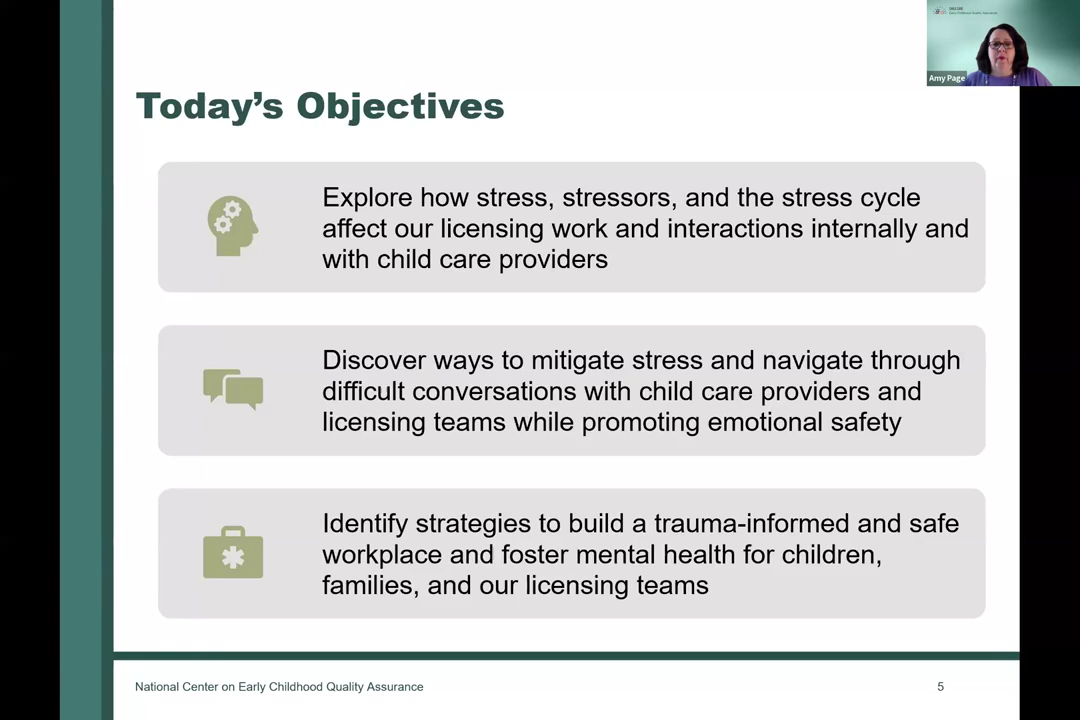 Amy Page
Today's Objectives
Explore how stress, stressors, and the stress cycle
affect our licensing work and interactions internally and
with child care providers
Discover ways to mitigate stress and navigate through
difficult conversations with child care providers and
licensing teams while promoting emotional safety
Identify strategies to build a trauma-informed and safe
workplace and foster mental health for children,
families, and our licensing teams
National Center on Early Childhood Quality Assurance
5